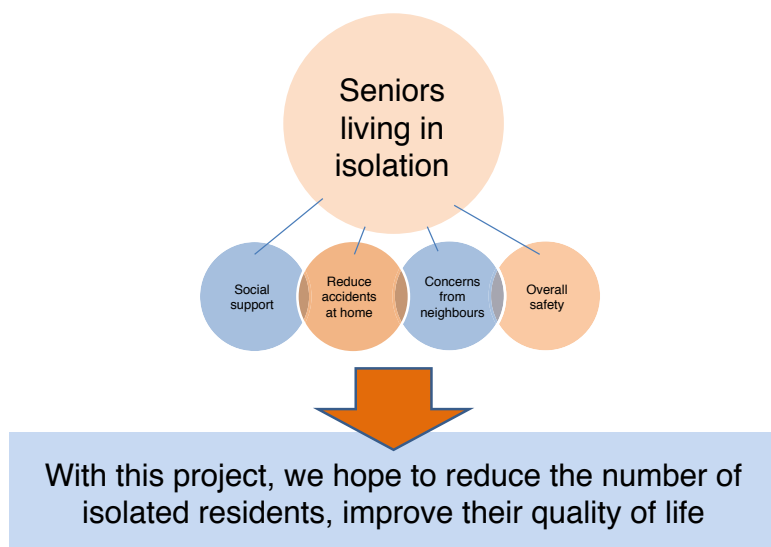 Seniors
living in
isolation
Social
support
Reduce
accidents
at home
Concerns
from
neighbours
Overall
safety
With this project, we hope to reduce the number of
isolated residents, improve their quality of life